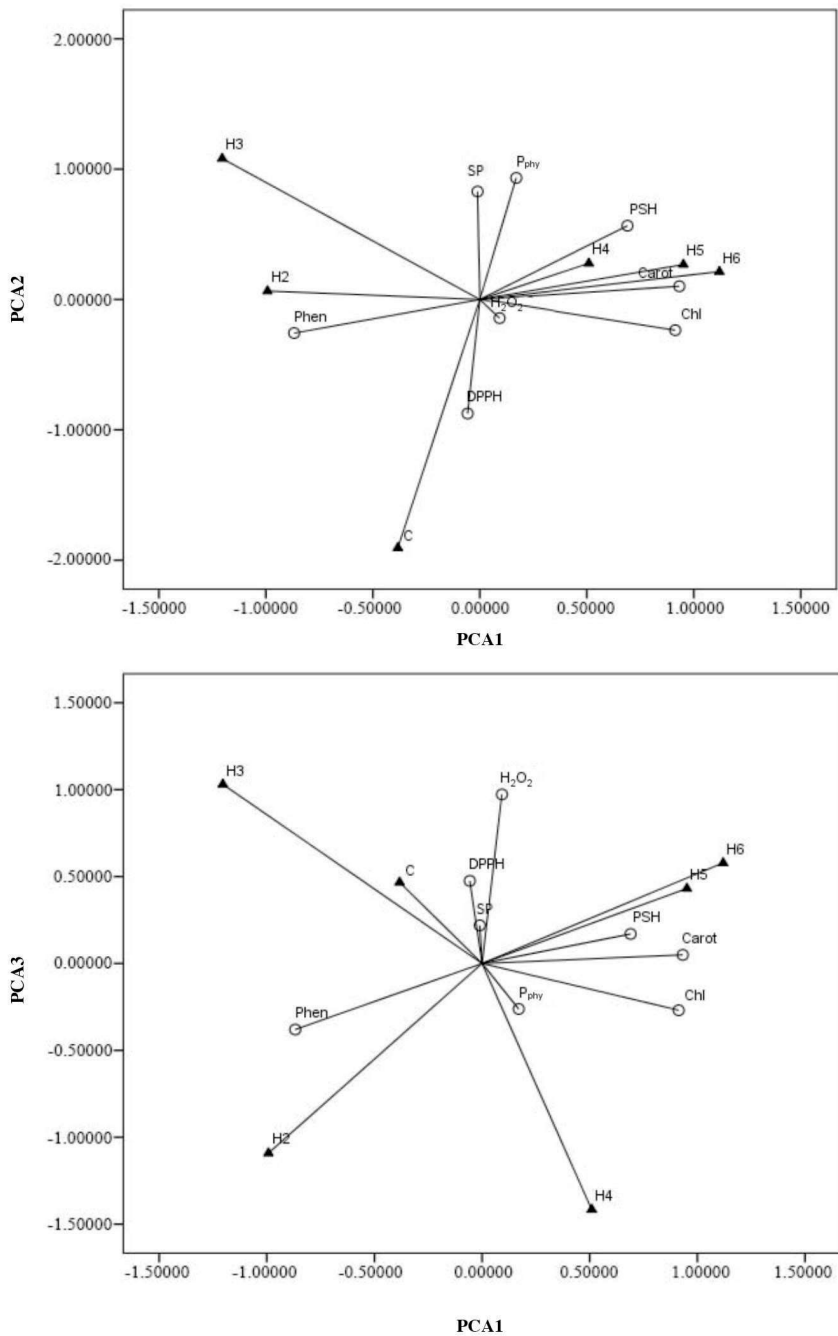 2.00000
H3
SP
Pphy
1.00000
PSH
H4
H5
H6
Carot
H2
0.00000
H2O2
Phen
Chl
DPPH
-1.00000
C
-2.00000
-1.50000 -1.00000 -0.50000 0.00000 0.50000 1.00000 1.50000
PCA2
PCA1
1.50000
H3
H2O2
1.00000
H6
C
DPPH
H5
0.50000
SP
PSH
Carot
0.00000
Pphy
Chl
Phen
-0.50000
-1.00000
H2
H4
-1.50000
-1.50000 -1.00000 -0.50000 0.00000 0.50000 1.00000 1.50000
PCA3
PCA1